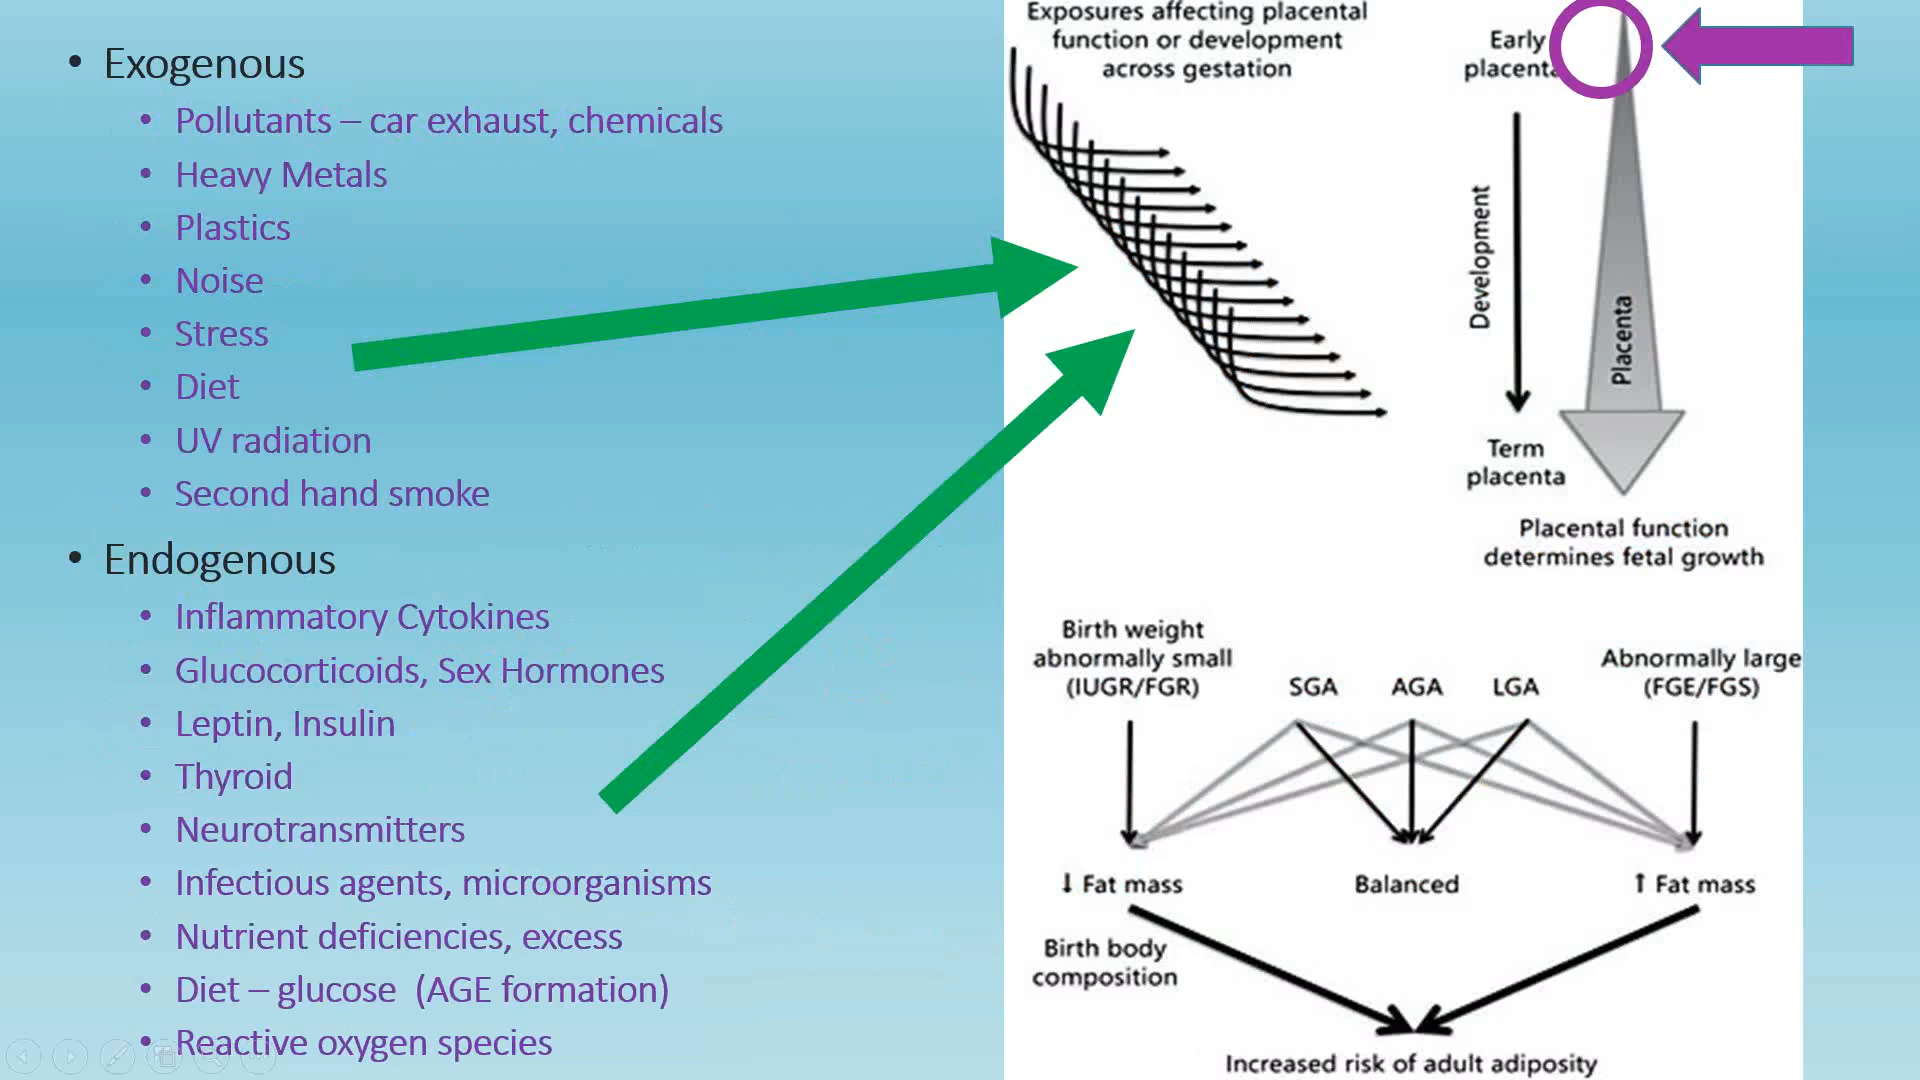 Exogenous
Pollutants – car exhaust, chemicals
Heavy Metals
Plastics
Noise
Stress
Diet
UV radiation
Second hand smoke
Endogenous
Inflammatory Cytokines
Glucocorticoids, Sex Hormones
Leptin, Insulin
Thyroid
Neurotransmitters
Infectious agents, microorganisms
Nutrient deficiencies, excess
Diet – glucose (AGE formation)
Reactive oxygen species
Exposures affecting placental
function or development
across gestation
Early
placenta
Development
Placenta
Term
placenta
Placental function
determines fetal growth
Birth weight
abnormally small
(IUGR/FGR)
SGA
AGA
LGA
Abnormally large
(FGE/FGS)
↓ Fat mass
Balanced
↑ Fat mass
Birth body
composition
Increased risk of adult adiposity